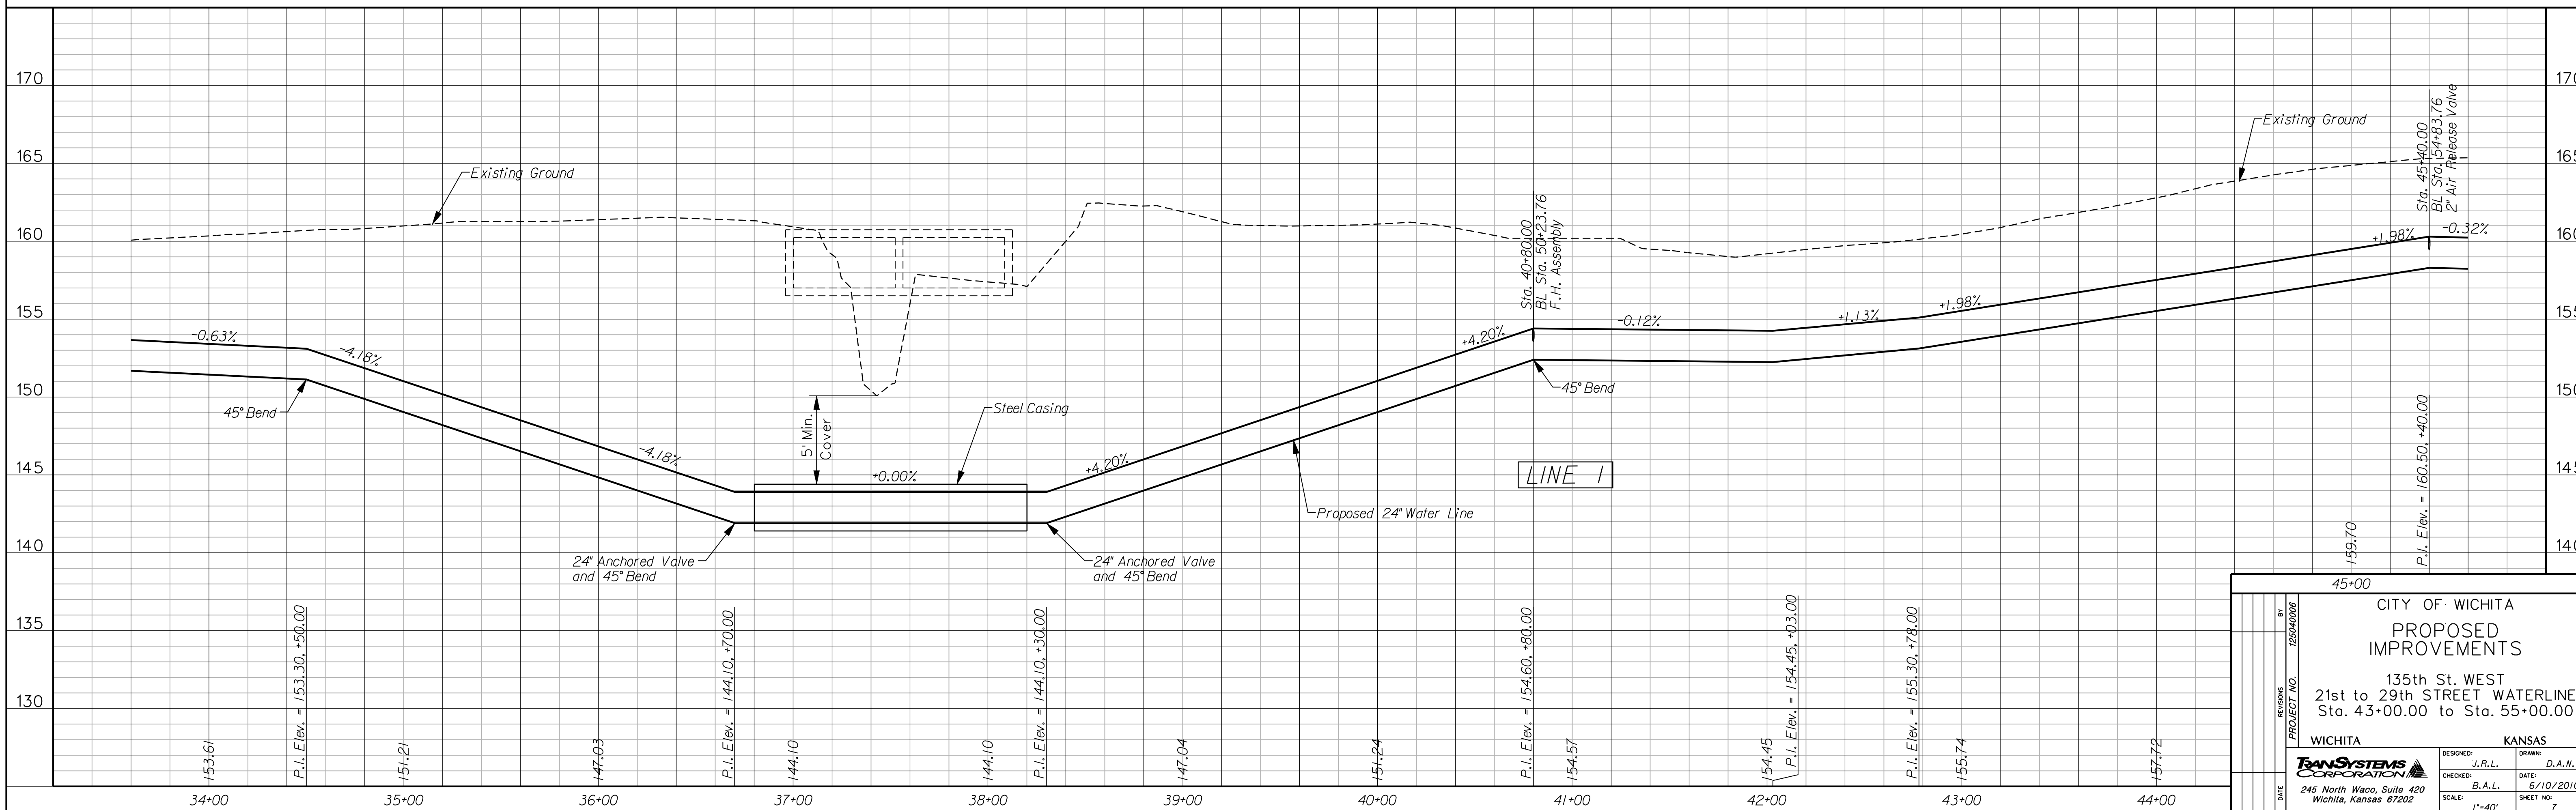 170
165
160
155
150
145
140
135
130
170
165
160
155
150
145
140
Existing Ground
Existing Ground
Sta. 45+40.00
BL Sta. 54+83.76
2" Air Release Valve
Sta. 40+80.00
BL Sta. 50+23.76
F.H. Assembly
-0.63%
-4.18%
-4.18%
+0.00%
+4.20%
+4.20%
-0.12%
+1.13%
+1.98%
+1.98%
-0.32%
45° Bend
5' Min.
Cover
Steel Casing
45° Bend
LINE 1
Proposed 24" Water Line
24" Anchored Valve
and 45° Bend
24" Anchored Valve
and 45° Bend
153.61
P.I. Elev. = 153.30, +50.00
151.21
147.03
P.I. Elev. = 144.10, +70.00
144.10
144.10
P.I. Elev. = 144.10, +30.00
147.04
151.24
P.I. Elev. = 154.60, +80.00
154.57
154.45
P.I. Elev. = 154.45, +03.00
P.I. Elev. = 155.30, +78.00
155.74
157.72
159.70
P.I. Elev. = 160.50, +40.00
34+00
35+00
36+00
37+00
38+00
39+00
40+00
41+00
42+00
43+00
44+00
45+00
CITY OF WICHITA
PROPOSED
IMPROVEMENTS
135th St. WEST
21st to 29th STREET WATERLINE
Sta. 43+00.00 to Sta. 55+00.00
WICHITA KANSAS
BY
REVISIONS
DATE
PROJECT NO. 125040006
TRANSYSTEMS
CORPORATION
245 North Waco, Suite 420
Wichita, Kansas 67202
DESIGNED:
J.R.L.
DRAWN:
D.A.N.
CHECKED:
B.A.L.
DATE:
SCALE:
1"=40'
SHEET NO:
7